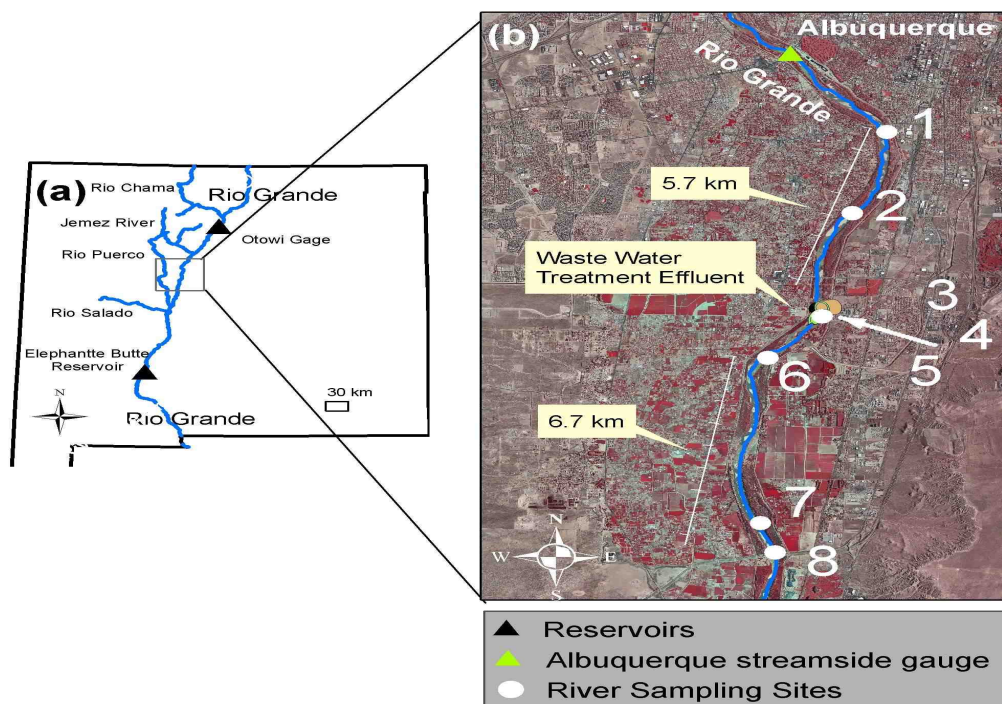 (a)
Rio Chama
Rio Grande
Jemez River
Otowi Gage
Rio Puerco
Rio Salado
Elephantte Butte
Reservoir
30 km
N
Rio Grande
(b)
Albuquerque
Rio Grande
1
5.7 km
2
Waste Water
Treatment Effluent
3
4
5
6
6.7 km
7
8
N
W
E
S
Reservoirs
Albuquerque streamside gauge
River Sampling Sites